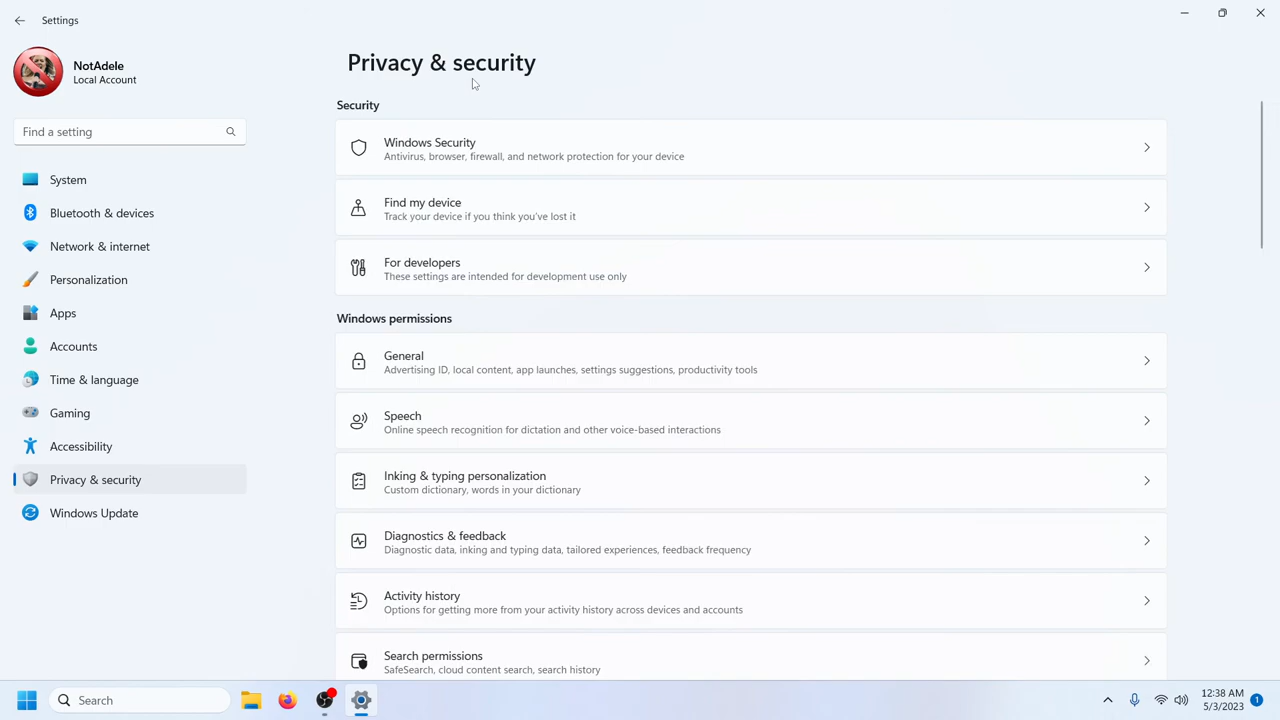 Settings
NotAdele
Local Account
Find a setting
System
Bluetooth & devices
Network & internet
Personalization
Apps
Accounts
Time & language
Gaming
Accessibility
Privacy & security
Windows Update
Privacy & security
Security
Windows Security
Antivirus, browser, firewall, and network protection for your device
Find my device
Track your device if you think you've lost it
For developers
These settings are intended for development use only
Windows permissions
General
Advertising ID, local content, app launches, settings suggestions, productivity tools
Speech
Online speech recognition for dictation and other voice-based interactions
Inking & typing personalization
Custom dictionary, words in your dictionary
Diagnostics & feedback
Diagnostic data, inking and typing data, tailored experiences, feedback frequency
Activity history
Options for getting more from your activity history across devices and accounts
Search permissions
SafeSearch, cloud content search, search history
Search
12:38 AM
5/3/2023
1